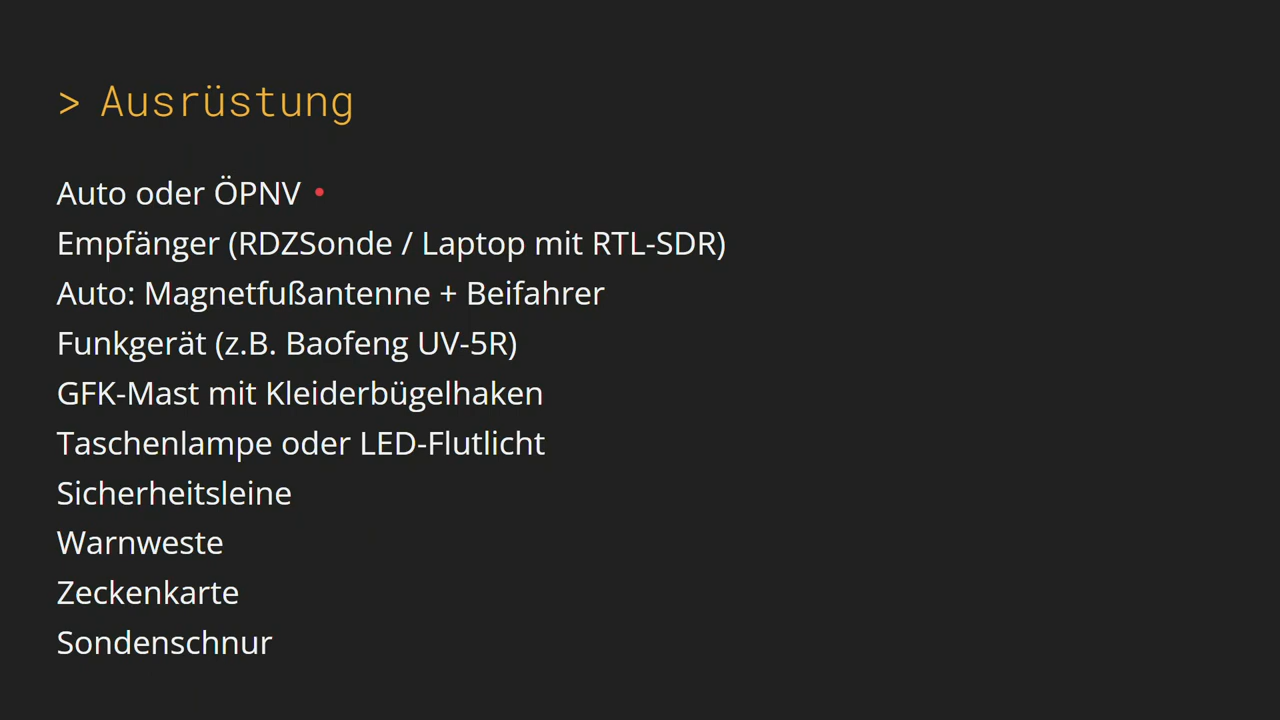 > Ausrüstung
Auto oder ÖPNV
Empfänger (RDZSonde / Laptop mit RTL-SDR)
Auto: Magnetfußantenne + Beifahrer
Funkgerät (z.B. Baofeng UV-5R)
GFK-Mast mit Kleiderbügelhaken
Taschenlampe oder LED-Flutlicht
Sicherheitsleine
Warnweste
Zeckenkarte
Sondenschnur